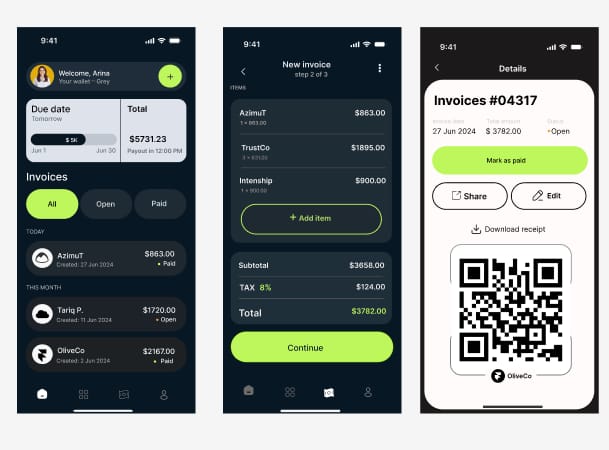 9:41
Welcome, Arina
Your wallet - Grey
+
Due date
Tomorrow
Total
$ 5K
$5731.23
Jun 1
Jun 30
Payout in 12:00 PM
Invoices
All
Open
Paid
TODAY
AzimuT
$863.00
Created: 27 Jun 2024
Paid
THIS MONTH
Tariq P.
$1720.00
Created: 11 Jun 2024
Open
OliveCo
$2167.00
Created: 2 Jun 2024
Paid
9:41
New invoice
step 2 of 3
ITEMS
AzimuT
$863.00
1 × 863.00
TrustCo
$1895.00
Intenship
$900.00
1 × 900.00
+ Add item
Subtotal
$3658.00
TAX 8%
$124.00
Total
$3782.00
Continue
9:41
Details
Invoices #04317
Invoice date
Total amount
Status
27 Jun 2024
$ 3782.00
Open
Mark as paid
Share
Edit
Download receipt
OliveCo